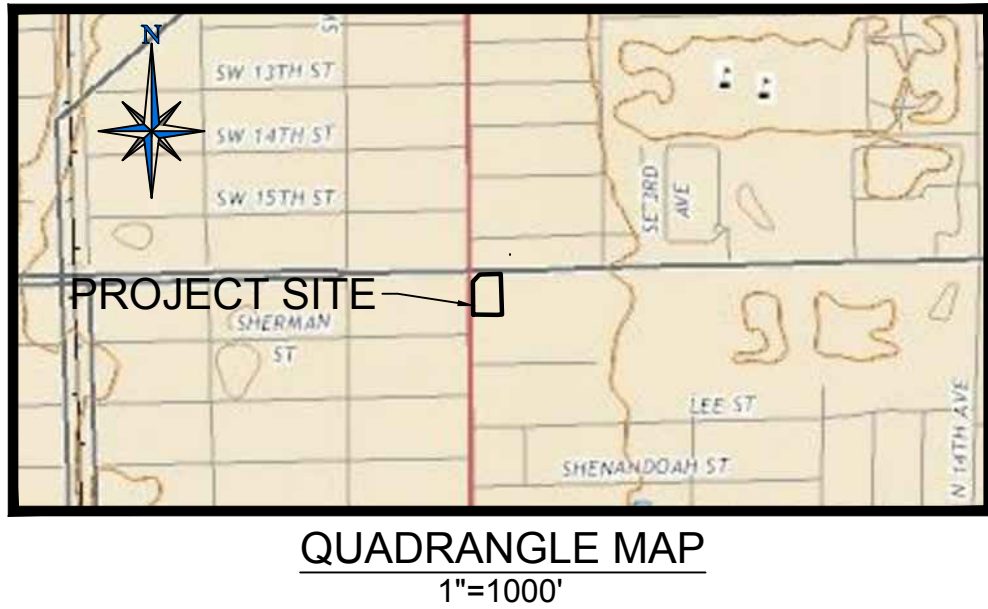 N
SW
SW 13TH ST
SW 14TH ST
SW 15TH ST
SE 3RD
AVE
PROJECT SITE
SHERMAN
ST
LEE ST
SHENANDOAH ST
N 14TH AVE
QUADRANGLE MAP
1"=1000'